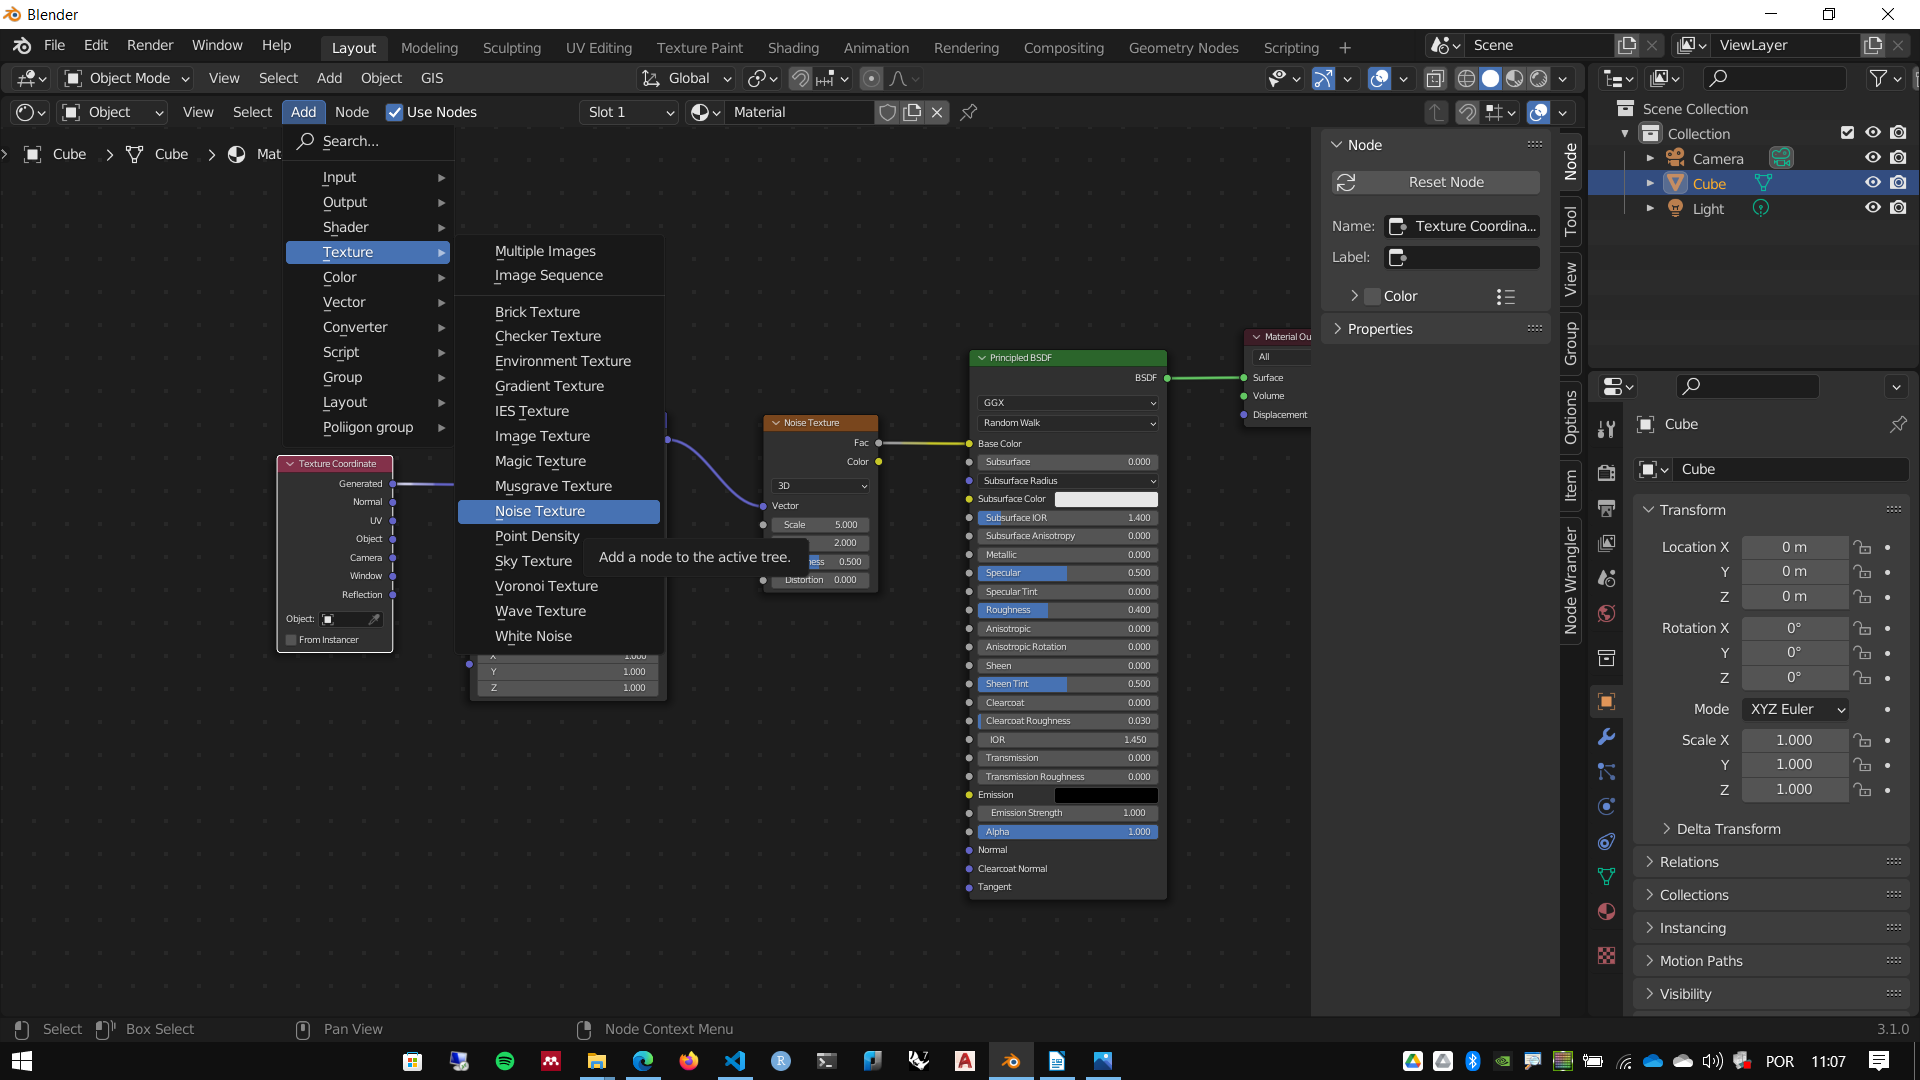 Blender
File Edit Render Window Help Layout Modeling Sculpting UV Editing Texture Paint Shading Animation Rendering Compositing Geometry Nodes Scripting Scene ViewLayer
Object Mode View Select Add Object GIS Global
Object View Select Add Node Use Nodes Slot 1 Material
Cube Cube Mat
Search...
Input
Output
Shader
Texture
Color
Vector
Converter
Script
Group
Layout
Poliigon group
Multiple Images
Image Sequence
Brick Texture
Checker Texture
Environment Texture
Gradient Texture
IES Texture
Image Texture
Magic Texture
Musgrave Texture
Noise Texture
Point Density
Sky Texture
Voronoi Texture
Wave Texture
White Noise
Add a node to the active tree.
Texture Coordinate
Generated
Normal
UV
Object
Camera
Window
Reflection
Object:
From Instancer
X 1.000
Y 1.000
Z 1.000
Noise Texture
Fac
Color
3D
Vector
Scale 5.000
2.000
ness 0.500
Distortion 0.000
Principled BSDF
BSDF
GGX
Random Walk
Base Color
Subsurface 0.000
Subsurface Radius
Subsurface Color
Subsurface IOR 1.400
Subsurface Anisotropy 0.000
Metallic 0.000
Specular 0.500
Specular Tint 0.000
Roughness 0.400
Anisotropic 0.000
Anisotropic Rotation 0.000
Sheen 0.000
Sheen Tint 0.500
Clearcoat 0.000
Clearcoat Roughness 0.030
IOR 1.450
Transmission 0.000
Transmission Roughness 0.000
Emission
Emission Strength 1.000
Alpha 1.000
Normal
Clearcoat Normal
Tangent
Material Ou
All
Surface
Volume
Displacement
Node
Reset Node
Name: Texture Coordina...
Label:
Color
Properties
Node
Tool
View
Group
Options
Item
Node Wrangler
Scene Collection
Collection
Camera
Cube
Light
Cube
Cube
Transform
Location X 0 m
Y 0 m
Z 0 m
Rotation X 0°
Y 0°
Z 0°
Mode XYZ Euler
Scale X 1.000
Y 1.000
Z 1.000
Delta Transform
Relations
Collections
Instancing
Motion Paths
Visibility
Select Box Select Pan View Node Context Menu 3.1.0
POR 11:07